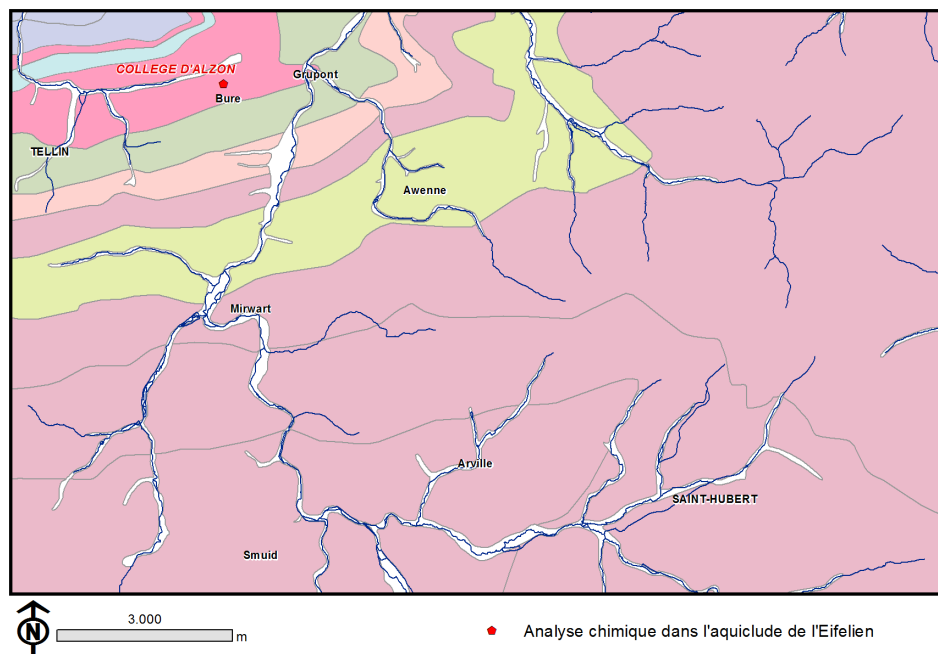 COLLEGE D'ALZON
Grupont
Bure
TELLIN
Awenne
Mirwart
Arville
SAINT-HUBERT
Smuid
N
3.000
m
Analyse chimique dans l'aquiclude de l'Eifelien